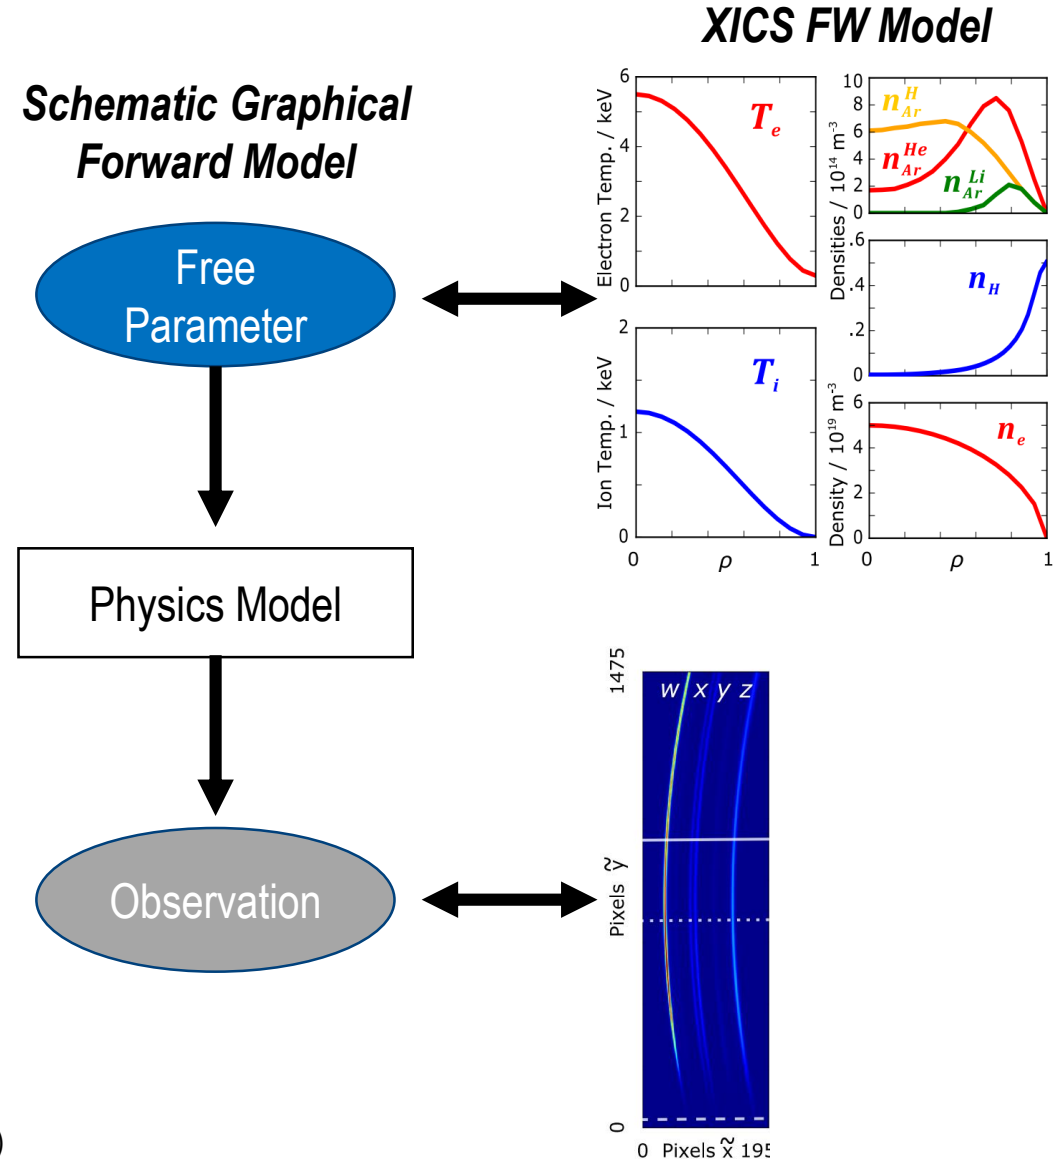 XICS FW Model
Schematic Graphical
Forward Model
Free
Parameter
Physics Model
Observation
Electron Temp. / keV
6
4
2
0
T_e
Ion Temp. / keV
2
1
0
T_i
0 ρ 1
Densities / 10^14 m^-3
10
8
6
4
2
0
n_Ar^H
n_Ar^He
n_Ar^Li
.6
.4
.2
0
n_H
Density / 10^19 m^-3
6
4
2
0
n_e
0 ρ 1
w x y z
1475
Pixels ỹ
0
0 Pixels x̃ 195
)